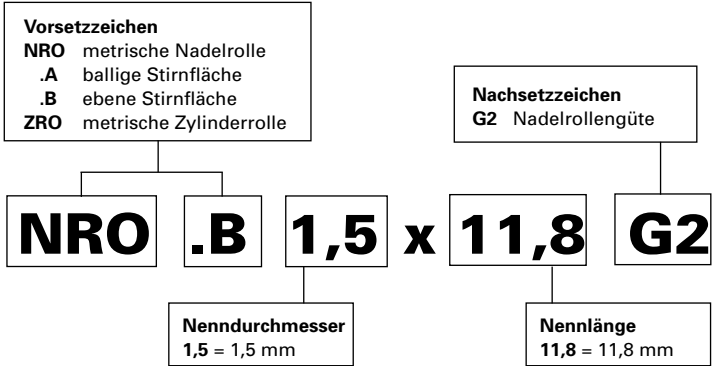 Vorsetzzeichen
NRO metrische Nadelrolle
.A ballige Stirnfläche
.B ebene Stirnfläche
ZRO metrische Zylinderrolle
Nachsetzzeichen
G2 Nadelrollengüte
NRO .B 1,5 x 11,8 G2
Nenndurchmesser
1,5 = 1,5 mm
Nennlänge
11,8 = 11,8 mm